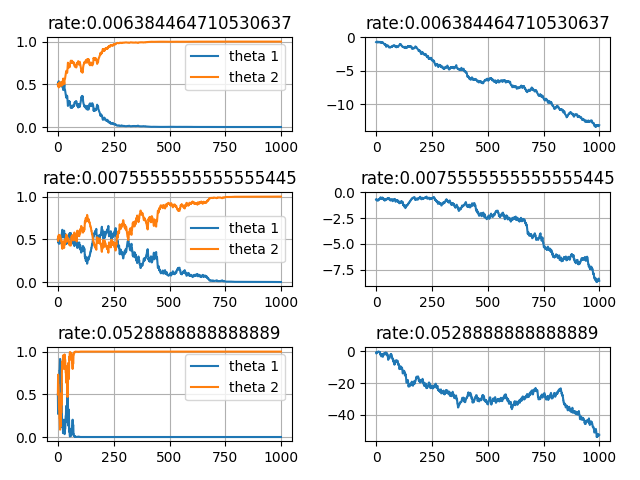 rate:0.006384464710530637
1.0
0.5
0.0
theta 1
theta 2
0 250 500 750 1000
rate:0.006384464710530637
0
−5
−10
0 250 500 750 1000
rate:0.0075555555555555445
1.0
0.5
0.0
theta 1
theta 2
0 250 500 750 1000
rate:0.0075555555555555445
0.0
−2.5
−5.0
−7.5
0 250 500 750 1000
rate:0.0528888888888889
1.0
0.5
0.0
theta 1
theta 2
0 250 500 750 1000
rate:0.0528888888888889
0
−20
−40
0 250 500 750 1000